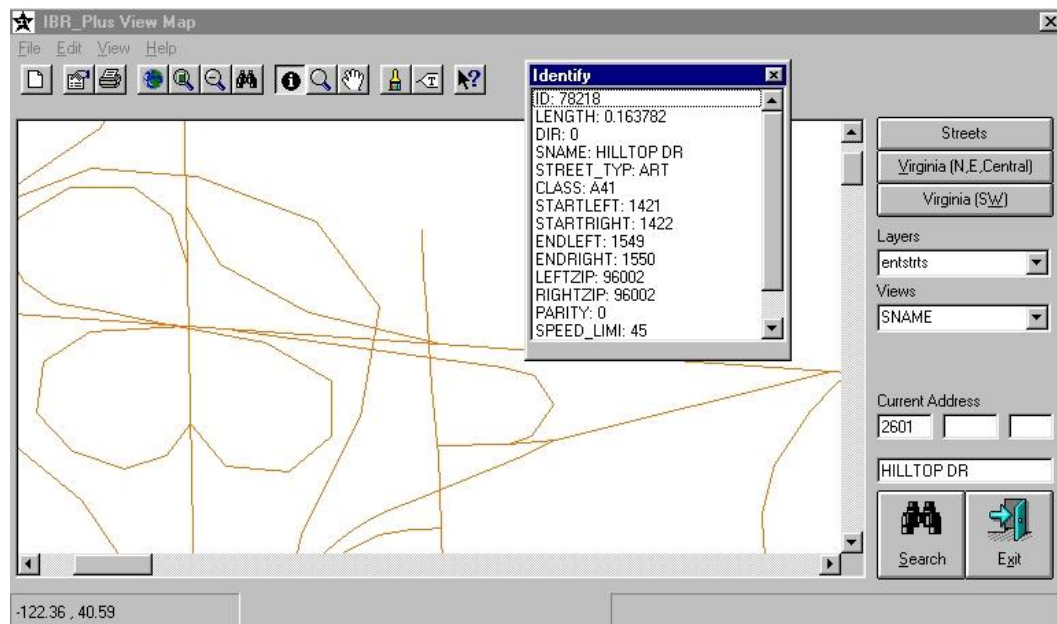 IBR_Plus View Map
File Edit View Help
Identify
ID: 78218
LENGTH: 0.163782
DIR: 0
SNAME: HILLTOP DR
STREET_TYP: ART
CLASS: A41
STARTLEFT: 1421
STARTRIGHT: 1422
ENDLEFT: 1549
ENDRIGHT: 1550
LEFTZIP: 96002
RIGHTZIP: 96002
PARITY: 0
SPEED_LIMI: 45
Streets
Virginia (N,E,Central)
Virginia (SW)
Layers
entstrts
Views
SNAME
Current Address
2601
HILLTOP DR
Search Exit
-122.36 , 40.59